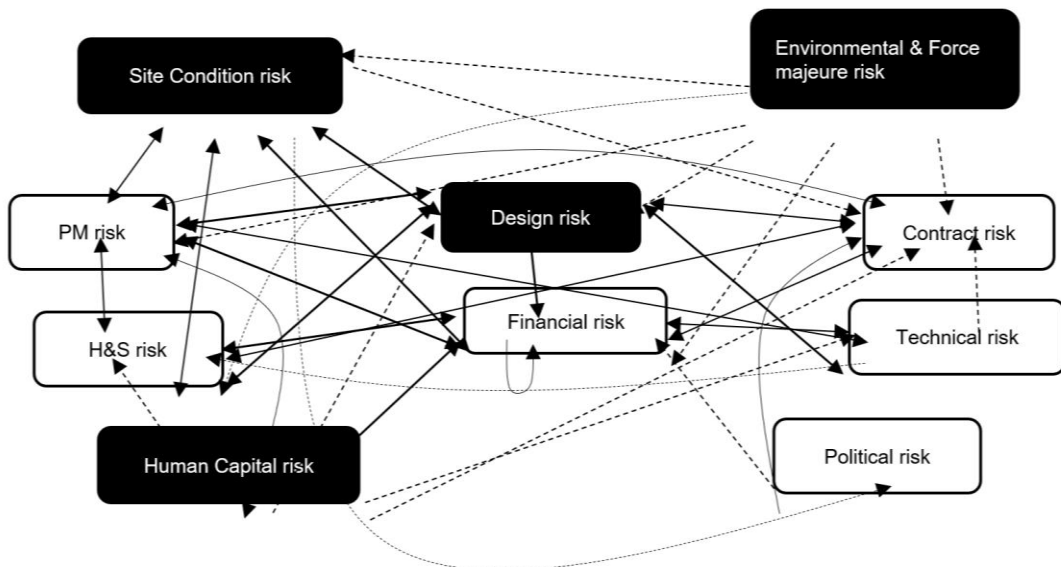 Site Condition risk
Environmental & Force
majeure risk
PM risk
Design risk
Contract risk
H&S risk
Financial risk
Technical risk
Human Capital risk
Political risk